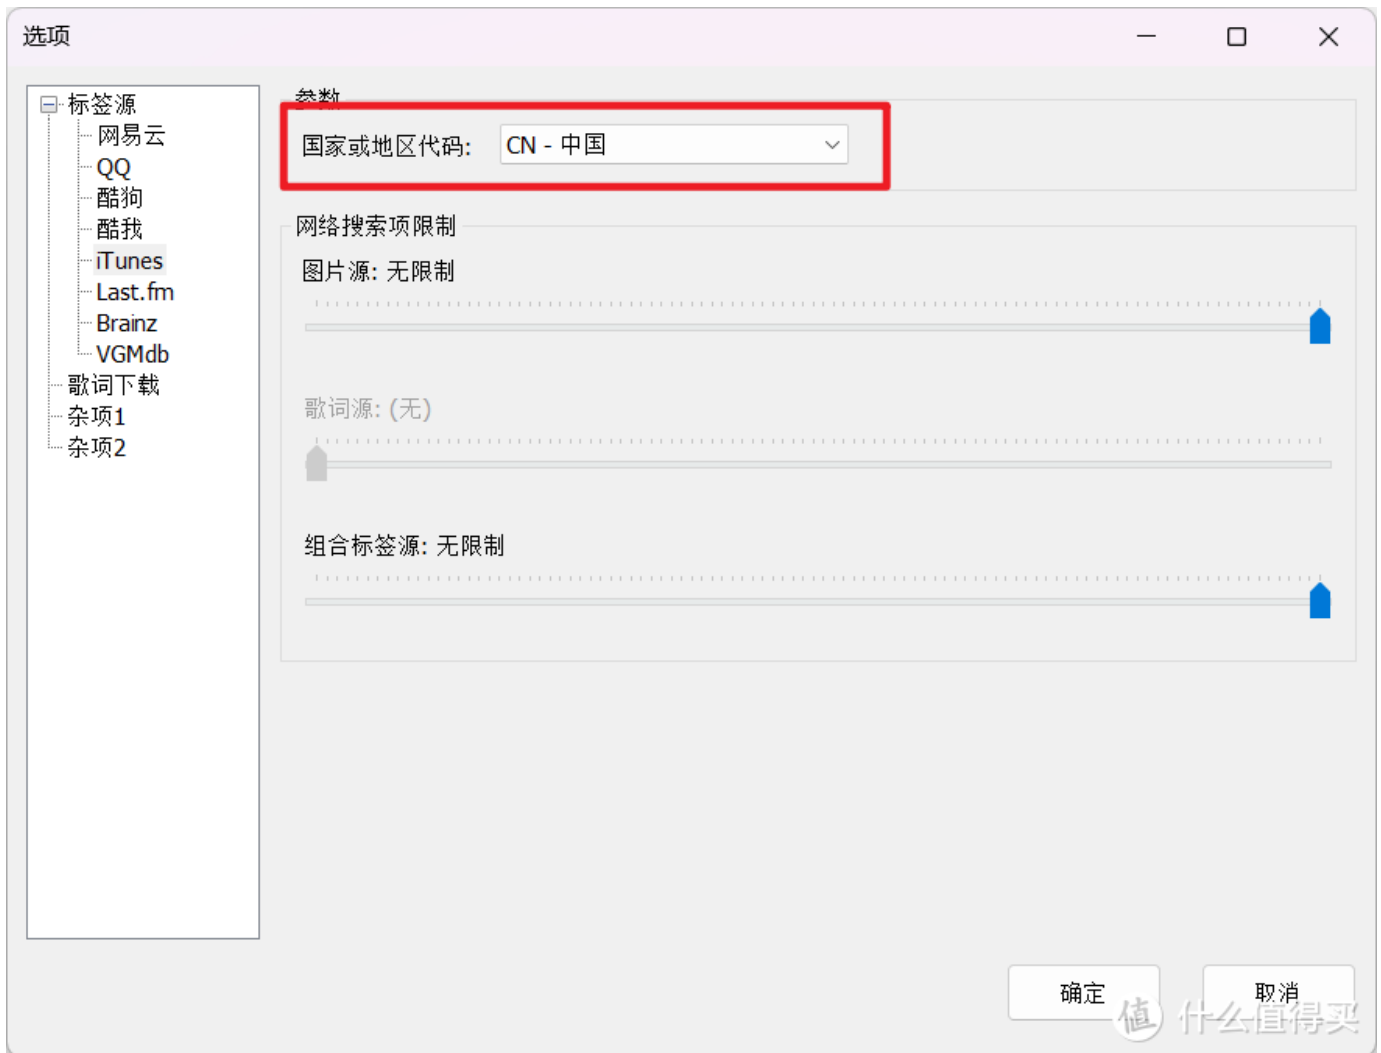 选项
标签源
网易云
QQ
酷狗
酷我
iTunes
Last.fm
Brainz
VGMdb
歌词下载
杂项1
杂项2
参数
国家或地区代码: CN - 中国
网络搜索项限制
图片源: 无限制
歌词源: (无)
组合标签源: 无限制
确定
取消
值 什么值得买